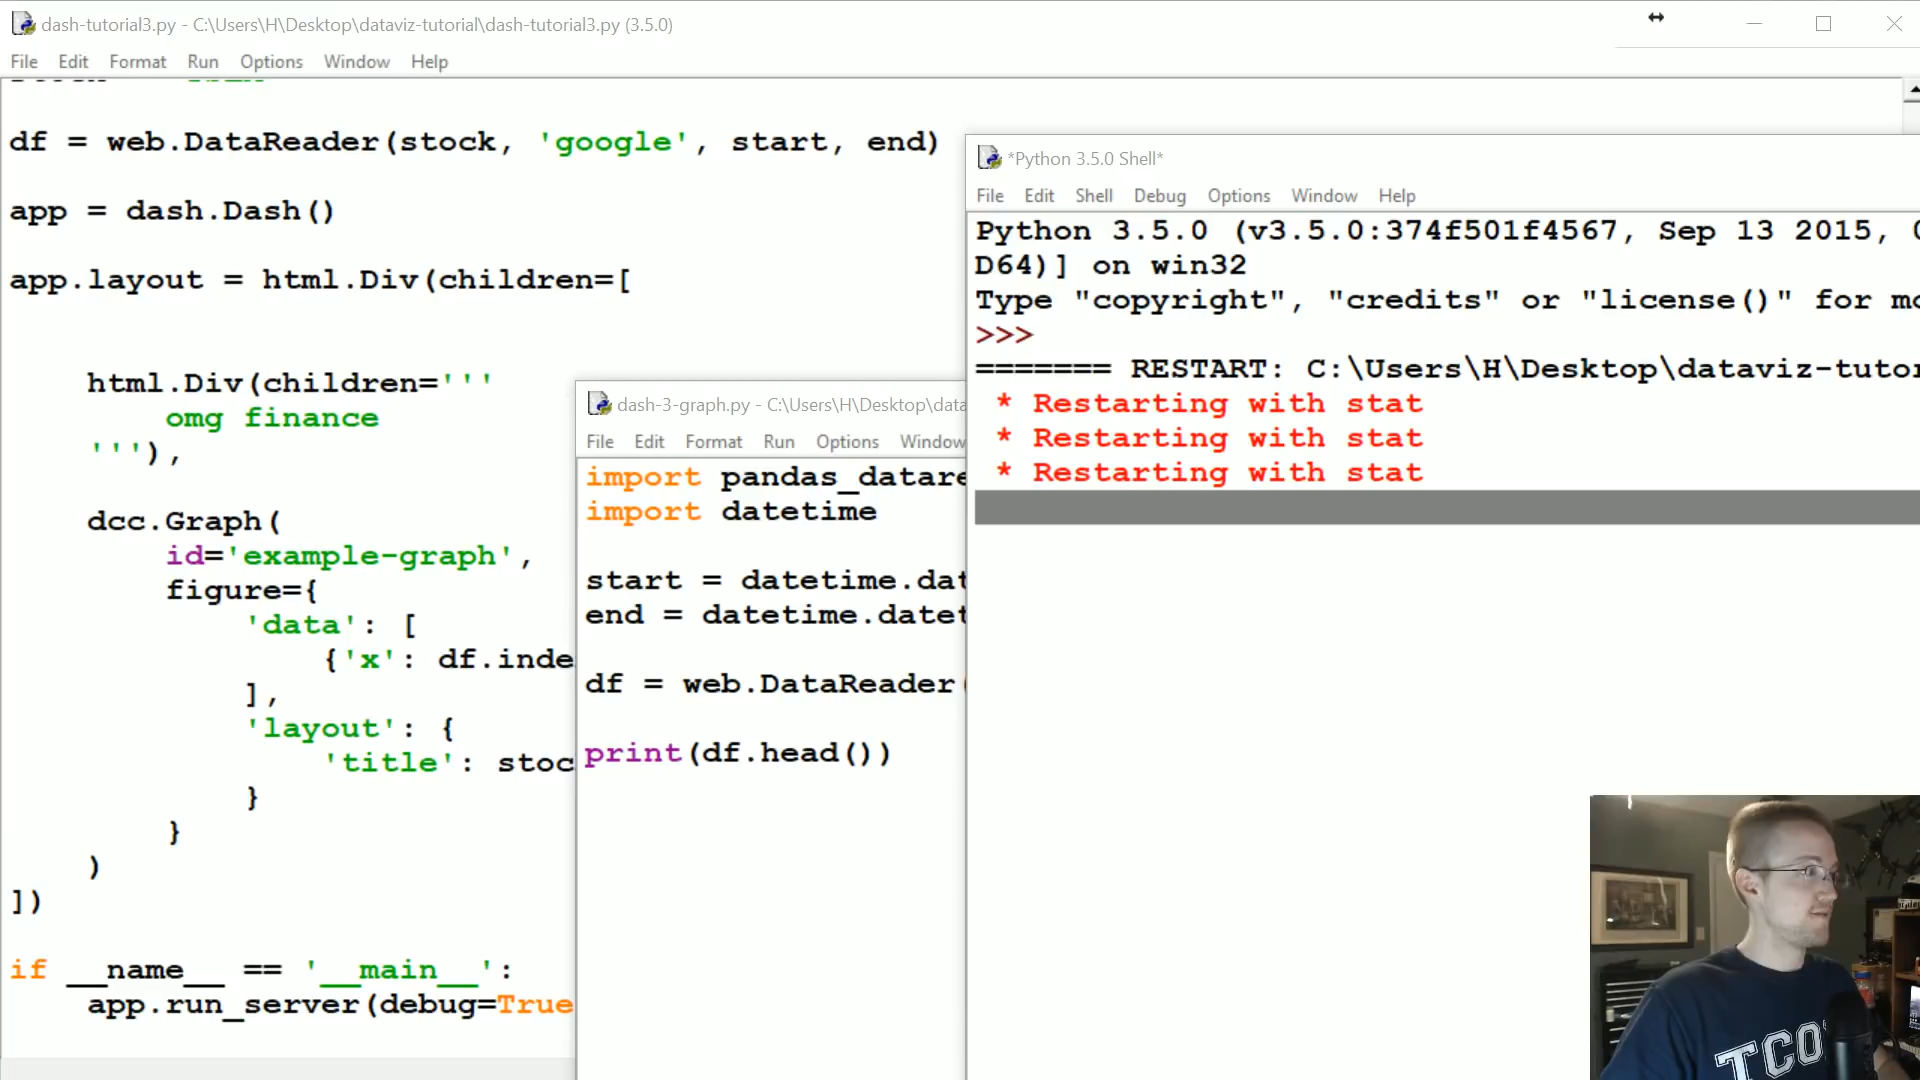 dash-tutorial3.py - C:\Users\H\Desktop\dataviz-tutorial\dash-tutorial3.py (3.5.0)
File Edit Format Run Options Window Help
df = web.DataReader(stock, 'google', start, end)
app = dash.Dash()
app.layout = html.Div(children=[
html.Div(children='''
omg finance
'''),
dcc.Graph(
id='example-graph',
figure={
'data': [
{'x': df.inde
],
'layout': {
'title': stoc
}
}
)
])
if __name__ == '__main__':
app.run_server(debug=True
dash-3-graph.py - C:\Users\H\Desktop\data
File Edit Format Run Options Window
import pandas_datare
import datetime
start = datetime.dat
end = datetime.datet
df = web.DataReader(
print(df.head())
*Python 3.5.0 Shell*
File Edit Shell Debug Options Window Help
Python 3.5.0 (v3.5.0:374f501f4567, Sep 13 2015, 0
D64)] on win32
Type "copyright", "credits" or "license()" for mo
>>>
======= RESTART: C:\Users\H\Desktop\dataviz-tutor
* Restarting with stat
* Restarting with stat
* Restarting with stat
TCO